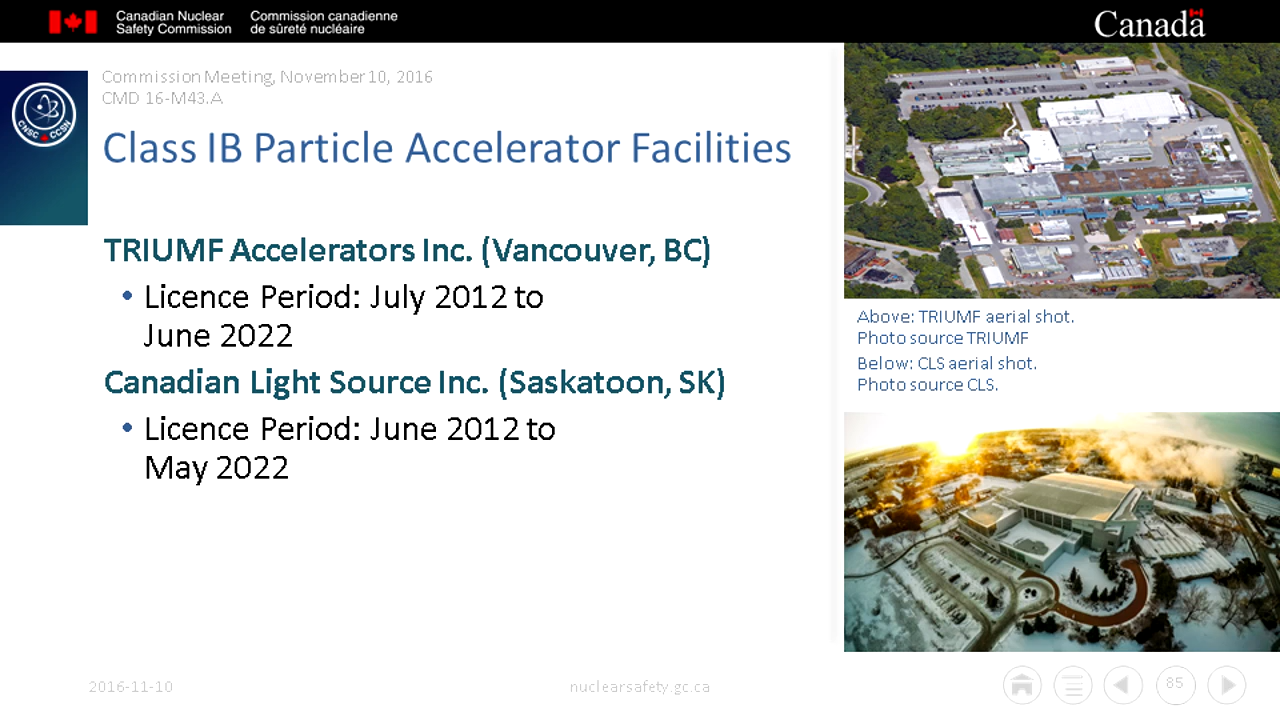 Canadian Nuclear
Safety Commission
Commission canadienne
de sûreté nucléaire
Canada
Commission Meeting, November 10, 2016
CMD 16-M43.A
CNSC CCSN
Class IB Particle Accelerator Facilities
TRIUMF Accelerators Inc. (Vancouver, BC)
• Licence Period: July 2012 to
June 2022
Canadian Light Source Inc. (Saskatoon, SK)
• Licence Period: June 2012 to
May 2022
Above: TRIUMF aerial shot.
Photo source TRIUMF
Below: CLS aerial shot.
Photo source CLS.
2016-11-10
nuclearsafety.gc.ca
85